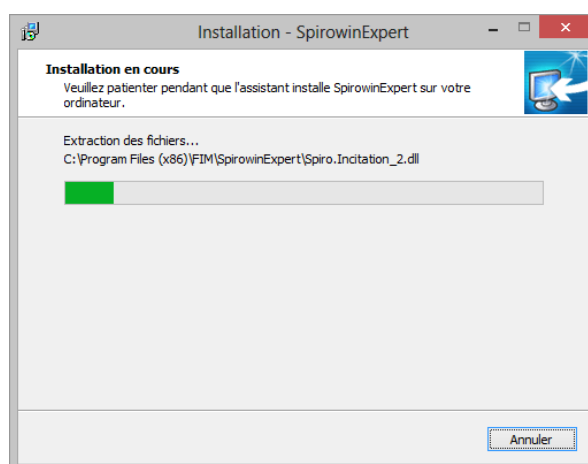 Installation - SpirowinExpert
Installation en cours
Veuillez patienter pendant que l'assistant installe SpirowinExpert sur votre
ordinateur.
Extraction des fichiers...
C:\Program Files (x86)\FIM\SpirowinExpert\Spiro.Incitation_2.dll
Annuler